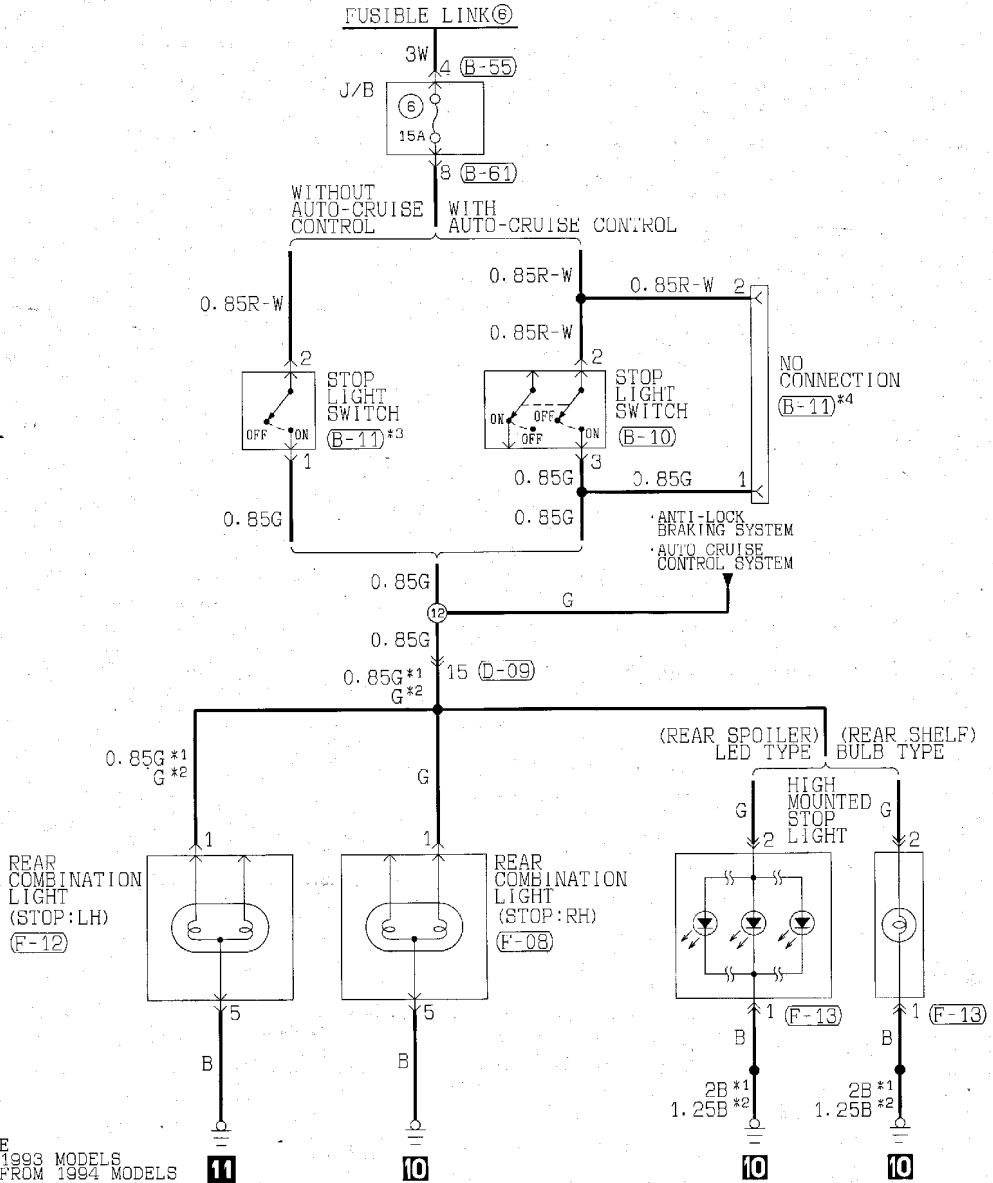 FUSIBLE LINK⑥
3W
4 (B-55)
J/B
⑥
15A
8 (B-61)
WITHOUT
AUTO-CRUISE
CONTROL
WITH
AUTO-CRUISE CONTROL
0.85R-W
0.85R-W
0.85R-W 2
0.85R-W
2
STOP
LIGHT
SWITCH
(B-11)*3
OFF ON
1
2
STOP
LIGHT
SWITCH
(B-10)
ON OFF
OFF ON
3
NO
CONNECTION
(B-11)*4
0.85G
0.85G 1
0.85G
0.85G
·ANTI-LOCK
BRAKING SYSTEM
·AUTO CRUISE
CONTROL SYSTEM
0.85G
⑫
G
0.85G
15 (D-09)
0.85G*1
G*2
0.85G*1
G*2
G
(REAR SPOILER)
LED TYPE
(REAR SHELF)
BULB TYPE
HIGH
MOUNTED
STOP
LIGHT
G
G
1
1
2
2
REAR
COMBINATION
LIGHT
(STOP:LH)
(F-12)
REAR
COMBINATION
LIGHT
(STOP:RH)
(F-08)
5
5
1 (F-13)
1 (F-13)
B
B
B
B
2B*1
1.25B*2
2B*1
1.25B*2
E
1993 MODELS
FROM 1994 MODELS
11
10
10
10